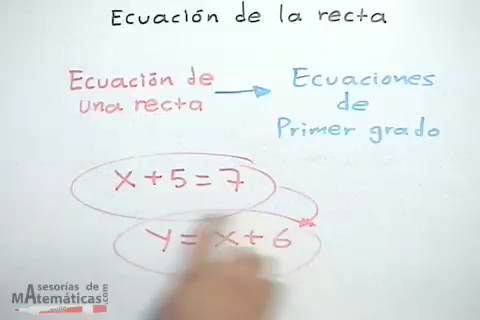 Ecuación de la recta
Ecuación de
una recta
Ecuaciones
de
Primer grado
x + 5 = 7
y = x + 6
Asesorías de
Matemáticas.com